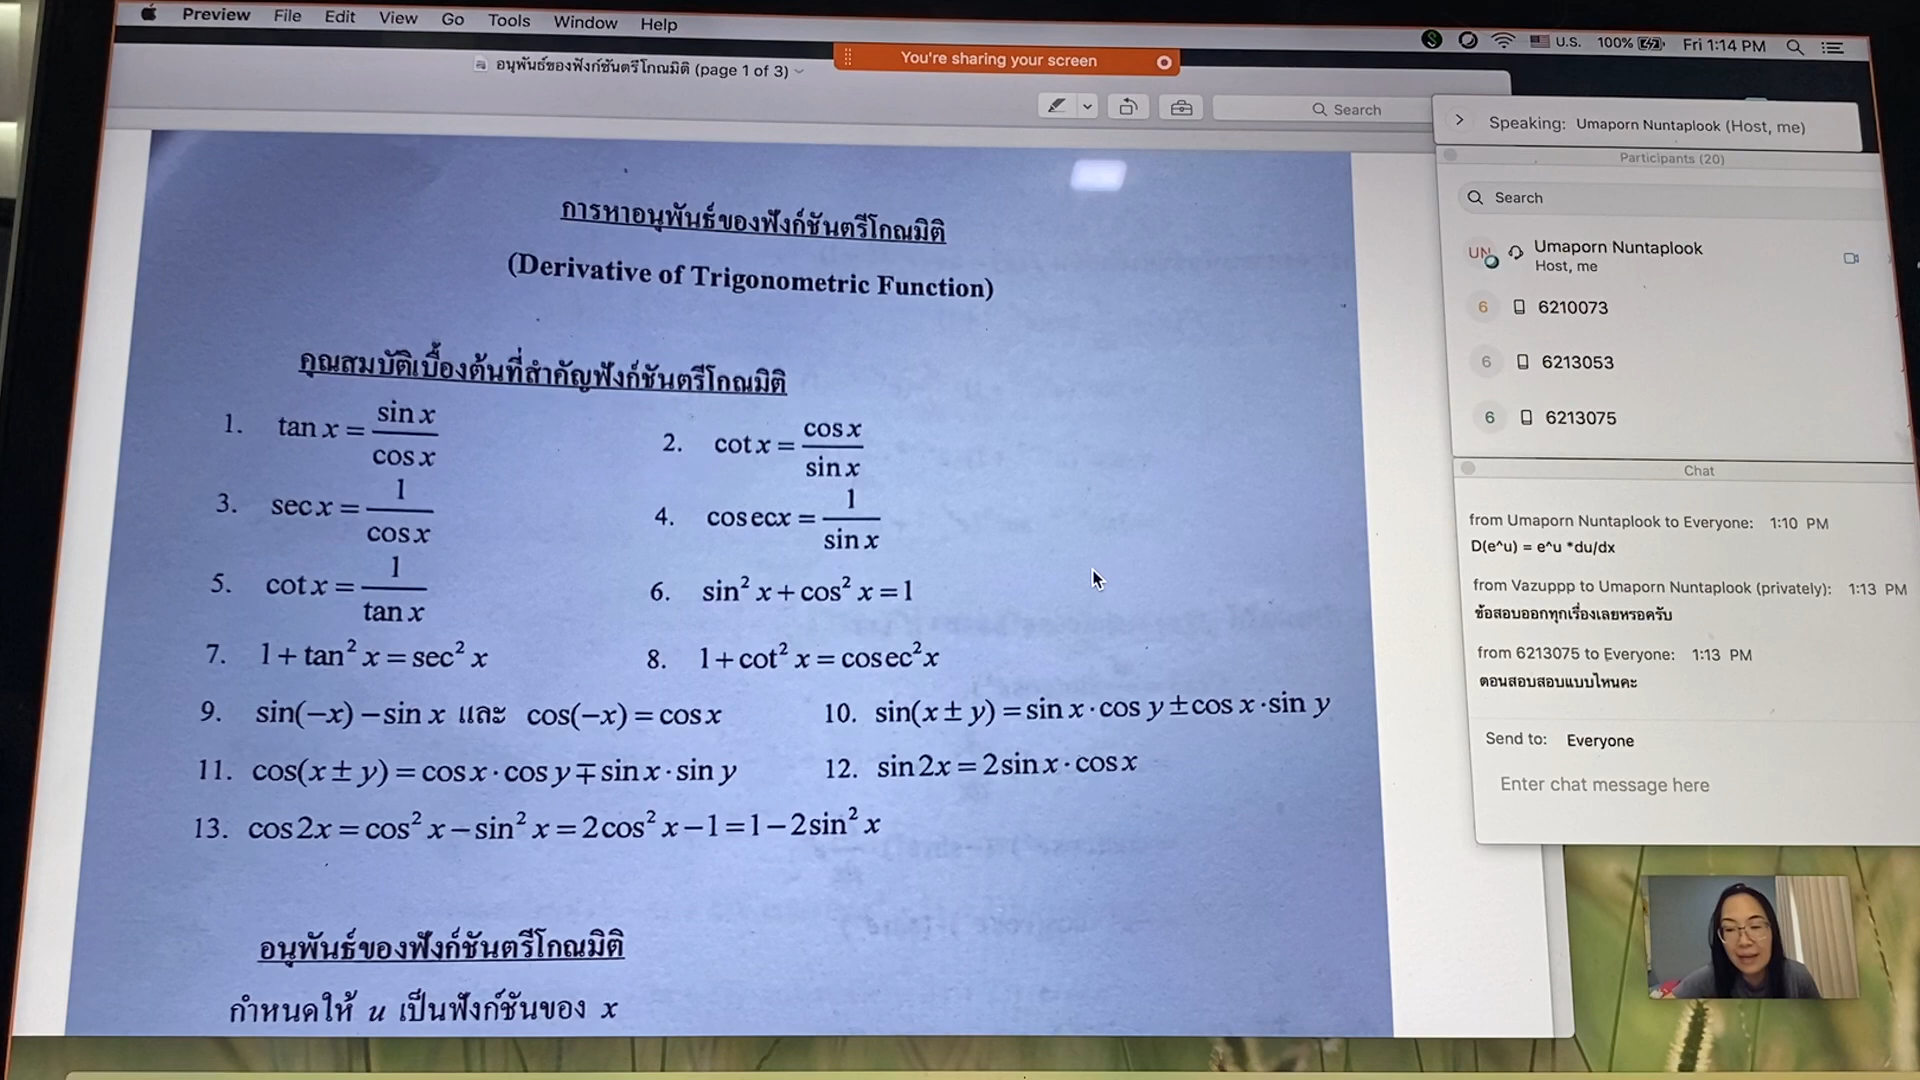 Preview File Edit View Go Tools Window Help
U.S. 100% Fri 1:14 PM
อนุพันธ์ของฟังก์ชันตรีโกณมิติ (page 1 of 3)
You're sharing your screen
Search
การหาอนุพันธ์ของฟังก์ชันตรีโกณมิติ
(Derivative of Trigonometric Function)
คุณสมบัติเบื้องต้นที่สำคัญฟังก์ชันตรีโกณมิติ
1. tan x = sin x / cos x
2. cot x = cos x / sin x
3. sec x = 1 / cos x
4. cosecx = 1 / sin x
5. cot x = 1 / tan x
6. sin² x + cos² x = 1
7. 1 + tan² x = sec² x
8. 1 + cot² x = cosec²x
9. sin(−x) − sin x และ cos(−x) = cos x
10. sin(x ± y) = sin x · cos y ± cos x · sin y
11. cos(x ± y) = cos x · cos y ∓ sin x · sin y
12. sin 2x = 2 sin x · cos x
13. cos 2x = cos² x − sin² x = 2 cos² x − 1 = 1 − 2 sin² x
อนุพันธ์ของฟังก์ชันตรีโกณมิติ
กำหนดให้ u เป็นฟังก์ชันของ x
Speaking: Umaporn Nuntaplook (Host, me)
Participants (20)
Search
UN Umaporn Nuntaplook
Host, me
6 6210073
6 6213053
6 6213075
Chat
from Umaporn Nuntaplook to Everyone: 1:10 PM
D(e^u) = e^u *du/dx
from Vazuppp to Umaporn Nuntaplook (privately): 1:13 PM
ข้อสอบออกทุกเรื่องเลยหรอครับ
from 6213075 to Everyone: 1:13 PM
ตอนสอบสอบแบบไหนคะ
Send to: Everyone
Enter chat message here